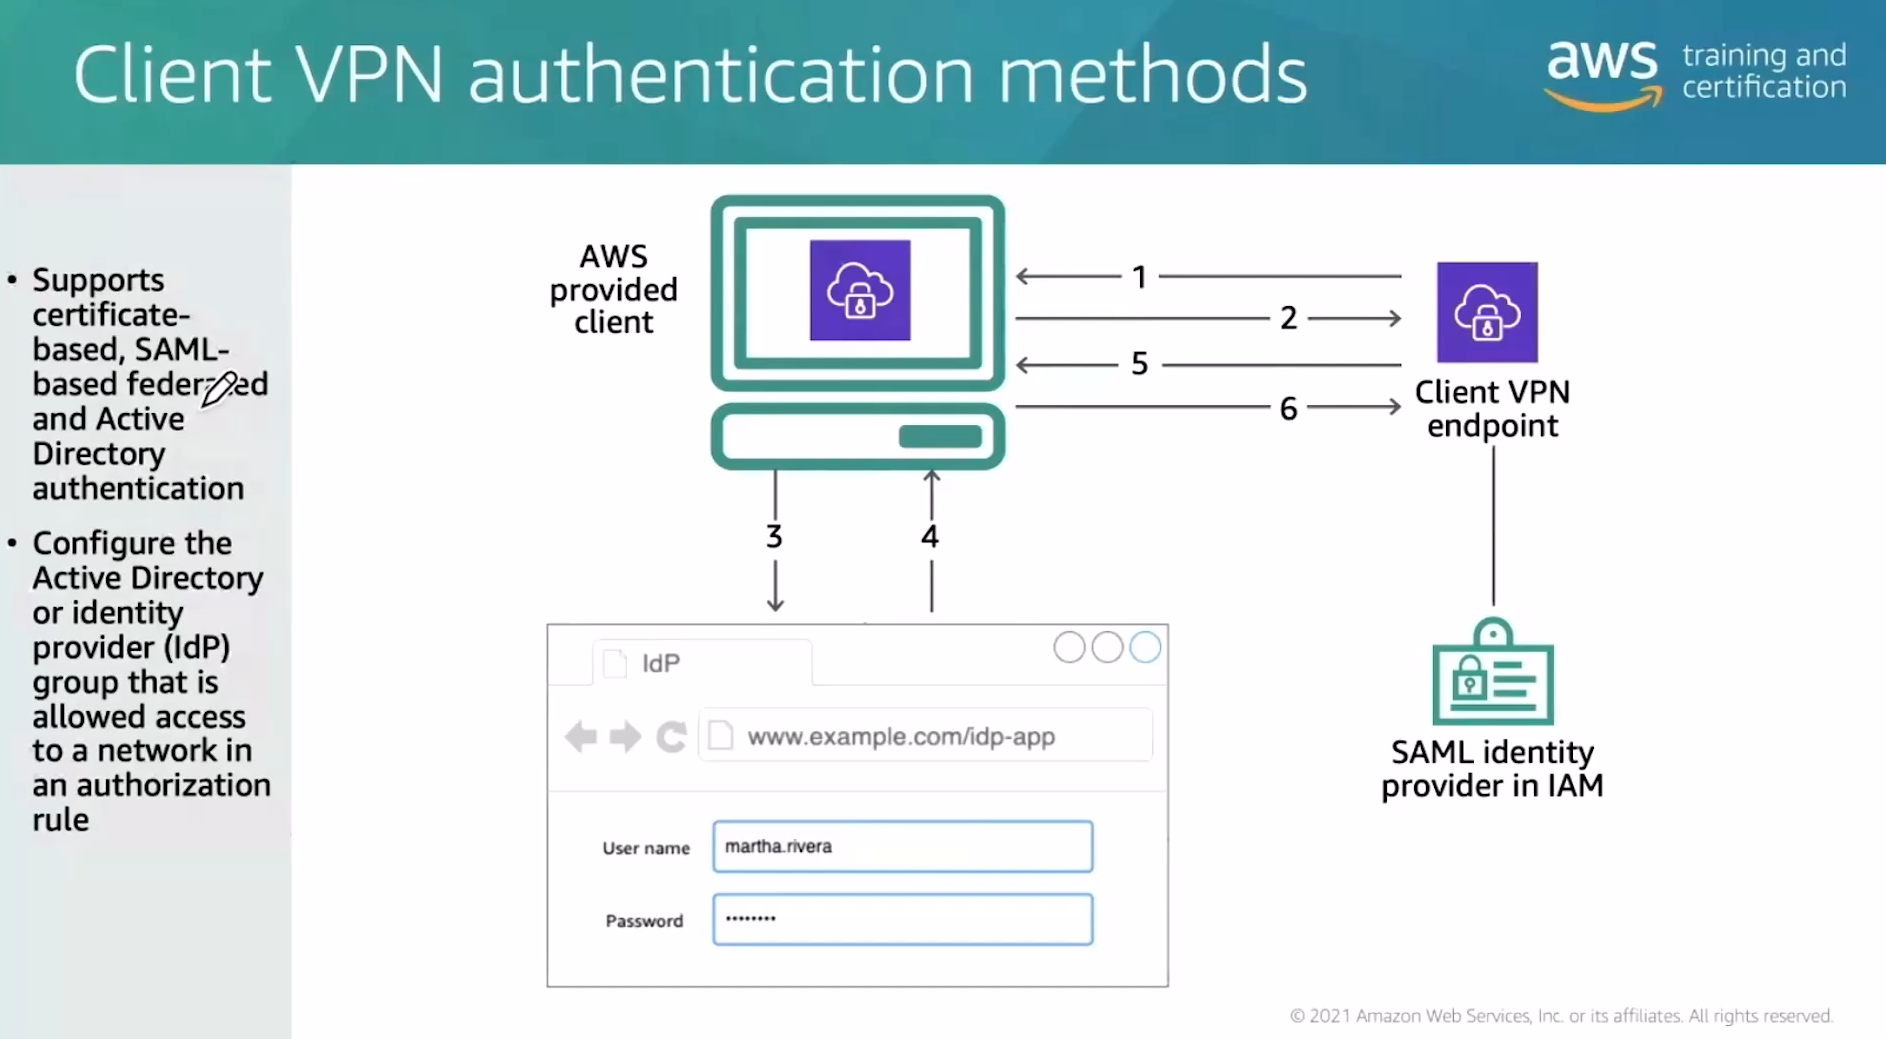 Client VPN authentication methods
aws
training and
certification
• Supports
certificate-
based, SAML-
based federated
and Active
Directory
authentication
• Configure the
Active Directory
or identity
provider (IdP)
group that is
allowed access
to a network in
an authorization
rule
AWS
provided
client
1
2
5
6
Client VPN
endpoint
3
4
IdP
www.example.com/idp-app
User name
martha.rivera
Password
••••••••
SAML identity
provider in IAM
© 2021 Amazon Web Services, Inc. or its affiliates. All rights reserved.